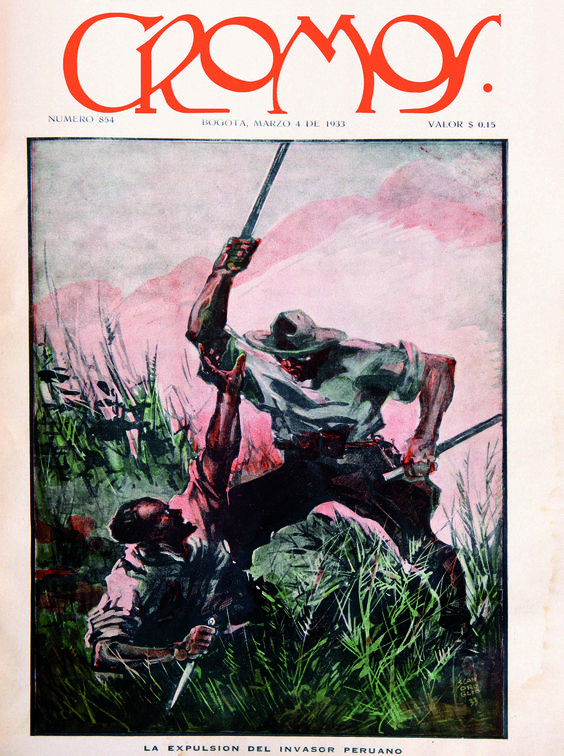 CROMOS.
NUMERO 854
BOGOTA, MARZO 4 DE 1933
VALOR $ 0.15
LA EXPULSION DEL INVASOR PERUANO